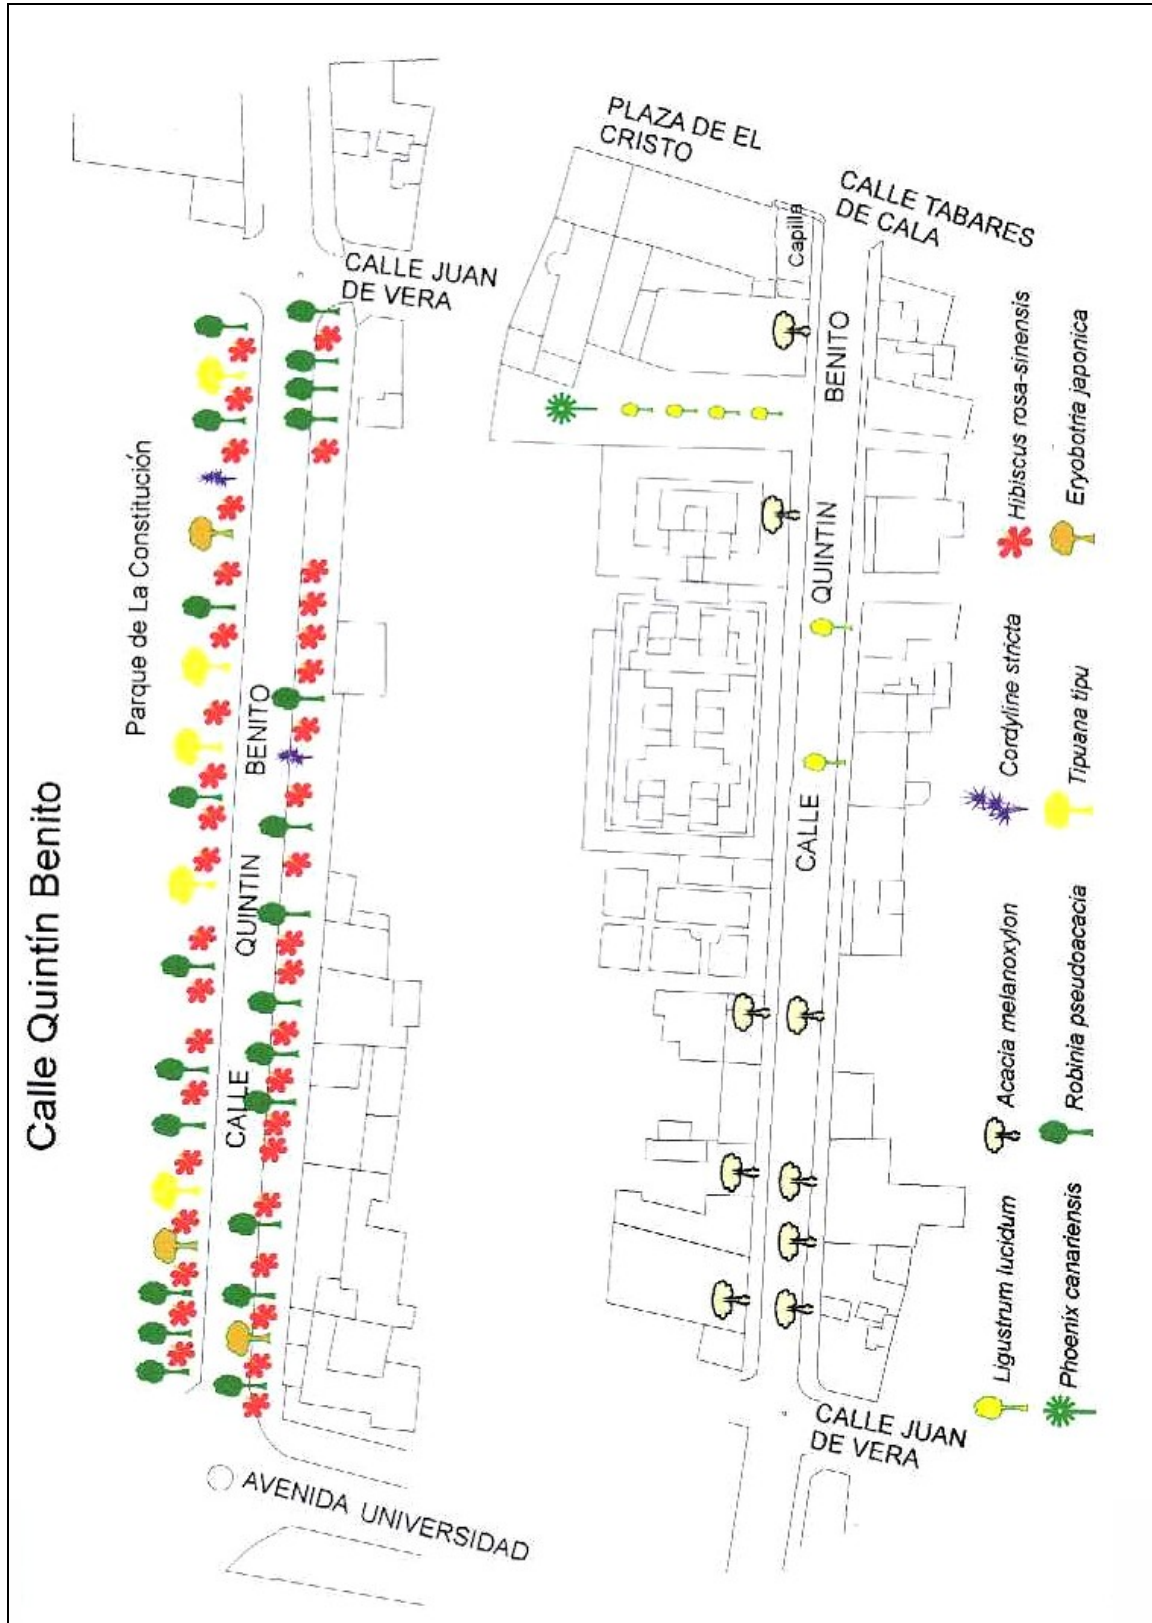 Calle Quintín Benito
Parque de La Constitución
AVENIDA UNIVERSIDAD
CALLE
QUINTIN
BENITO
CALLE JUAN
DE VERA
CALLE JUAN
DE VERA
CALLE
QUINTIN
BENITO
Capilla
PLAZA DE EL
CRISTO
CALLE TABARES
DE CALA
Ligustrum lucidum
Acacia melanoxylon
Cordyline stricta
Hibiscus rosa-sinensis
Phoenix canariensis
Robinia pseudoacacia
Tipuana tipu
Eryobotria japonica